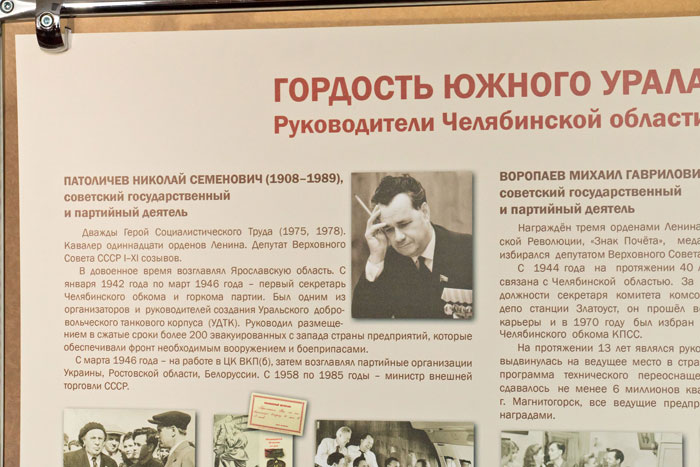 ГОРДОСТЬ ЮЖНОГО УРАЛА
Руководители Челябинской области
ПАТОЛИЧЕВ НИКОЛАЙ СЕМЕНОВИЧ (1908–1989),
советский государственный
и партийный деятель
Дважды Герой Социалистического Труда (1975, 1978).
Кавалер одиннадцати орденов Ленина. Депутат Верховного
Совета СССР I–XI созывов.
В довоенное время возглавлял Ярославскую область. С
января 1942 года по март 1946 года – первый секретарь
Челябинского обкома и горкома партии. Был одним из
организаторов и руководителей создания Уральского добро-
вольческого танкового корпуса (УДТК). Руководил размеще-
нием в сжатые сроки более 200 эвакуированных с запада страны предприятий, которые
обеспечивали фронт необходимым вооружением и боеприпасами.
С марта 1946 года – на работе в ЦК ВКП(б), затем возглавлял партийные организации
Украины, Ростовской области, Белоруссии. С 1958 по 1985 годы – министр внешней
торговли СССР.
ВОРОПАЕВ МИХАИЛ ГАВРИЛОВИ
советский государственный
и партийный деятель
Награждён тремя орденами Ленина
ской Революции, «Знак Почёта», мед
избирался депутатом Верховного Совета
С 1944 года на протяжении 40
связана с Челябинской областью. За
должности секретаря комитета комсо
депо станции Златоуст, он прошёл в
карьеры и в 1970 году был избран
Челябинского обкома КПСС.
На протяжении 13 лет являлся руко
выдвинулась на ведущее место в стра
программа технического переоснаще
сдавалось не менее 6 миллионов ква
г. Магнитогорск, все ведущие предпр
наградами.